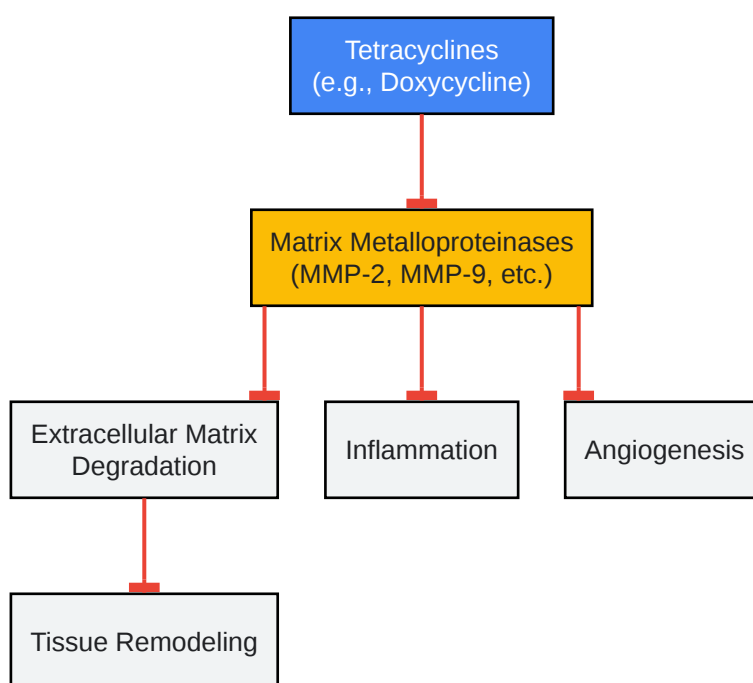 Tetracyclines
(e.g., Doxycycline)
Matrix Metalloproteinases
(MMP-2, MMP-9, etc.)
Extracellular Matrix
Degradation
Inflammation
Angiogenesis
Tissue Remodeling